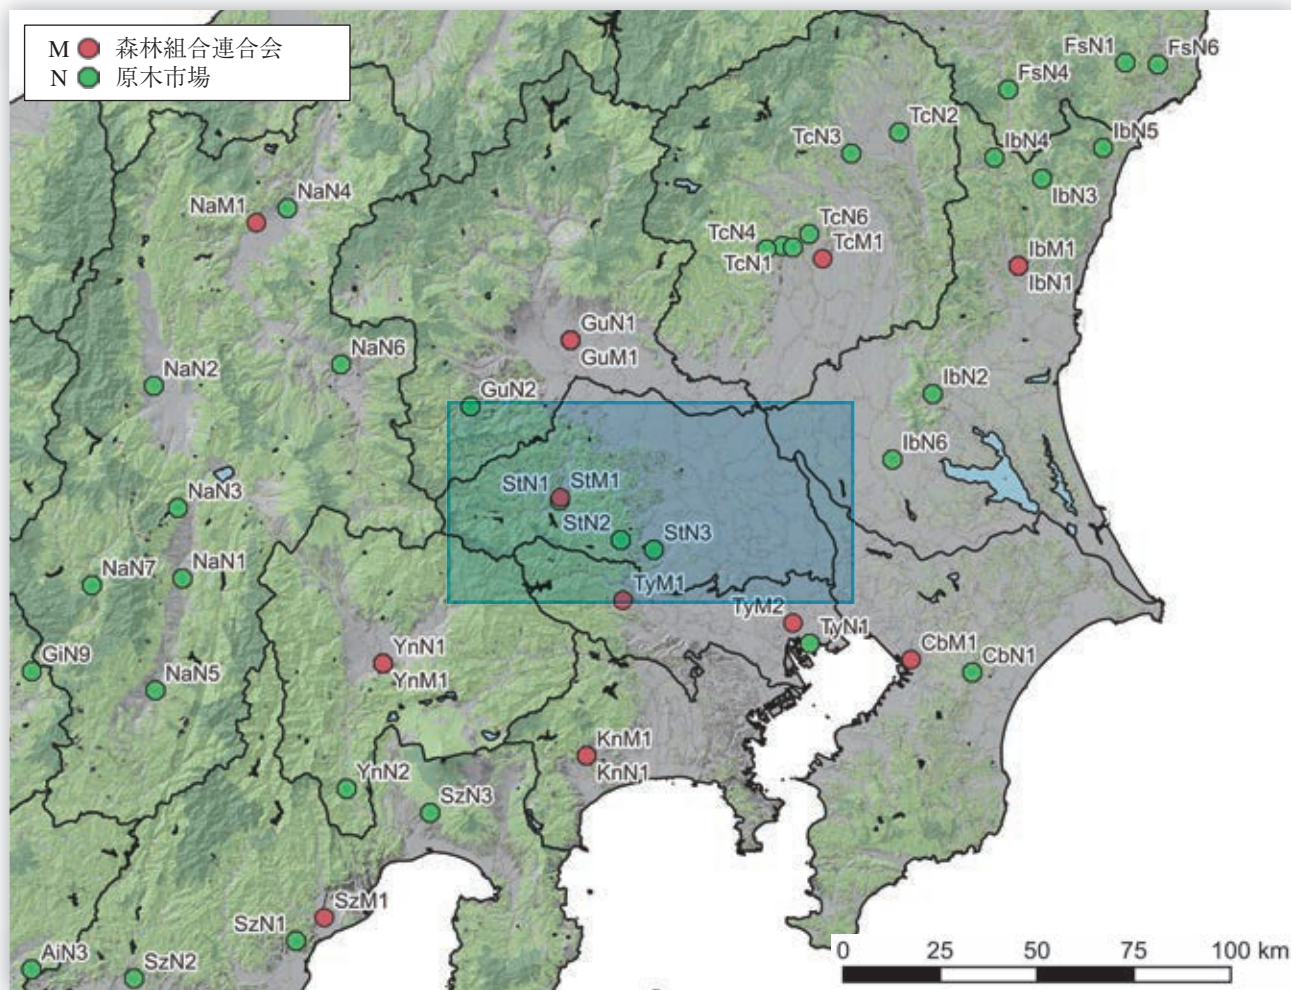 M 森林組合連合会
N 原木市場
FsN1
FsN6
FsN4
TcN2
TcN3
IbN4
IbN5
IbN3
NaM1
NaN4
TcN4
TcN6
TcN1
TcM1
IbM1
IbN1
GuN1
GuM1
NaN6
NaN2
GuN2
IbN2
IbN6
StN1
StM1
NaN3
StN2
StN3
NaN7
NaN1
TyM1
TyM2
TyN1
GiN9
YnN1
YnM1
CbM1
CbN1
NaN5
KnM1
KnN1
YnN2
SzN3
SzM1
SzN1
AiN3
SzN2
0 25 50 75 100 km